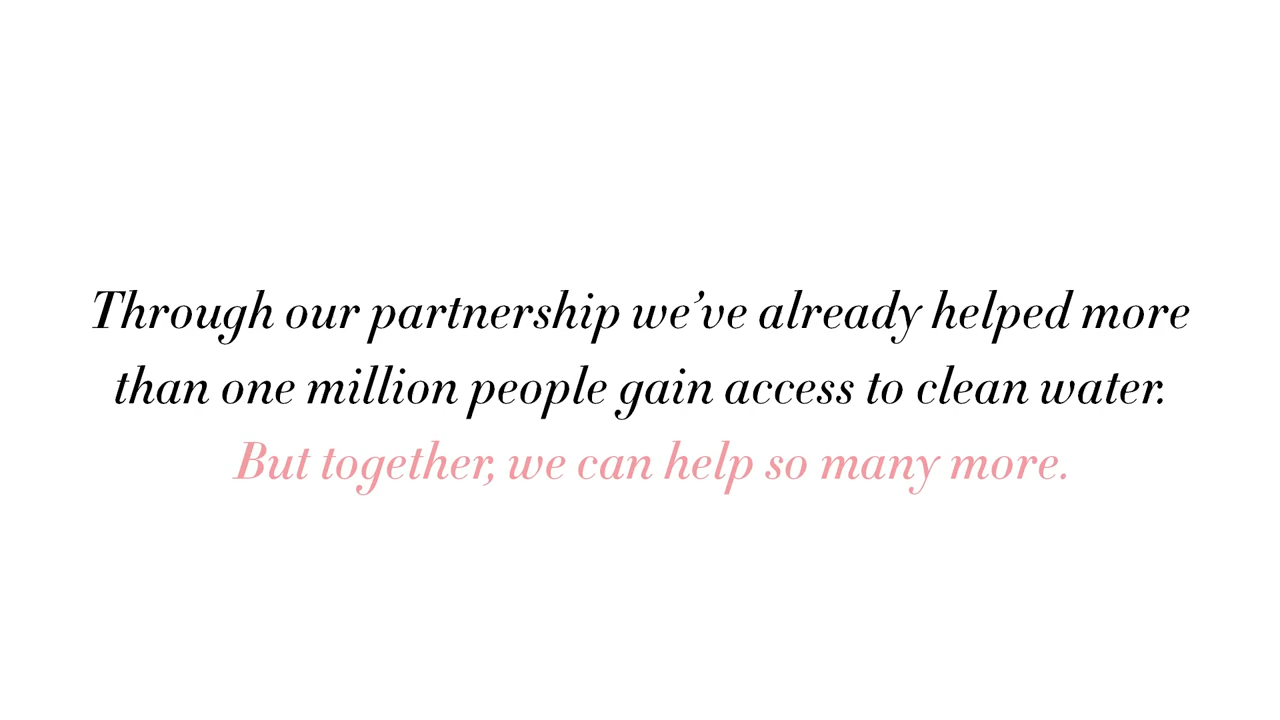 Through our partnership we’ve already helped more
than one million people gain access to clean water.
But together, we can help so many more.